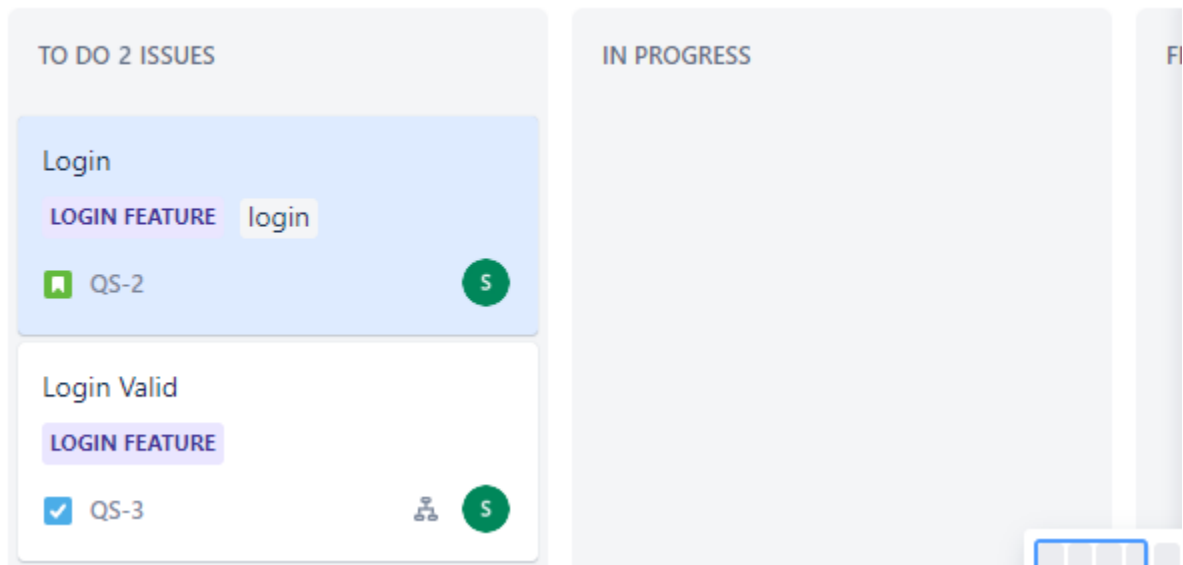 TO DO 2 ISSUES
Login
LOGIN FEATURE login
QS-2 S
Login Valid
LOGIN FEATURE
QS-3 S
IN PROGRESS